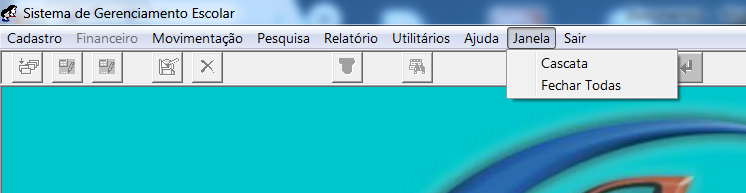 Sistema de Gerenciamento Escolar
Cadastro Financeiro Movimentação Pesquisa Relatório Utilitários Ajuda Janela Sair
Cascata
Fechar Todas